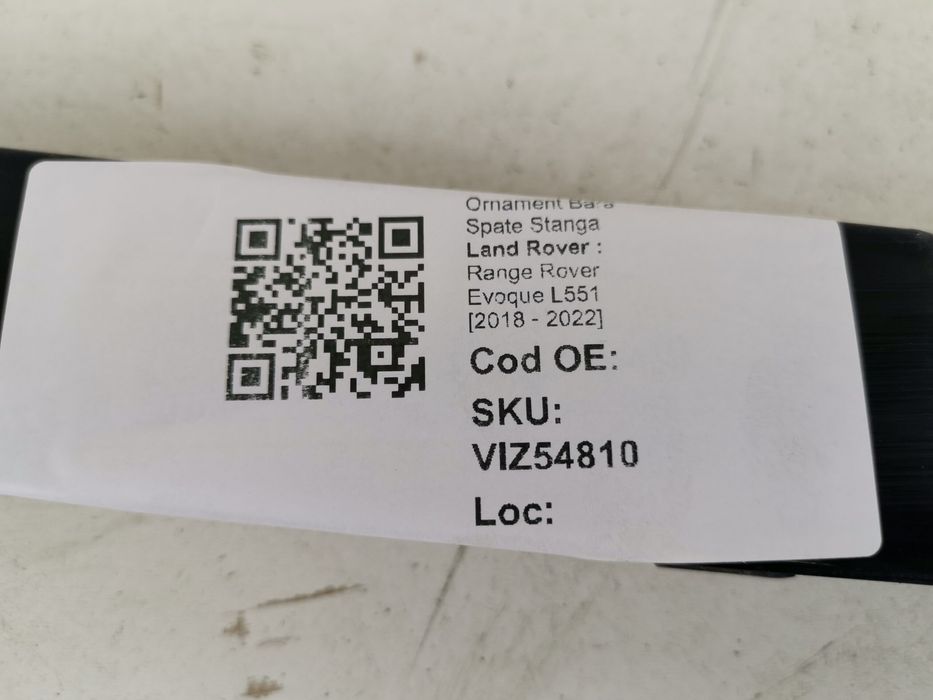 Ornament Bara
Spate Stanga
Land Rover :
Range Rover
Evoque L551
[2018 - 2022]
Cod OE:
SKU:
VIZ54810
Loc: